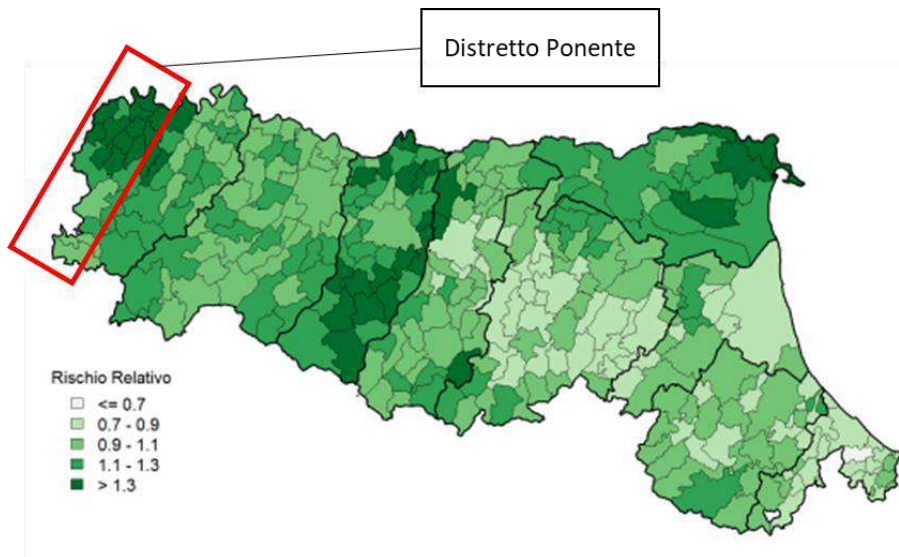 Distretto Ponente
Rischio Relativo
<= 0.7
0.7 - 0.9
0.9 - 1.1
1.1 - 1.3
> 1.3